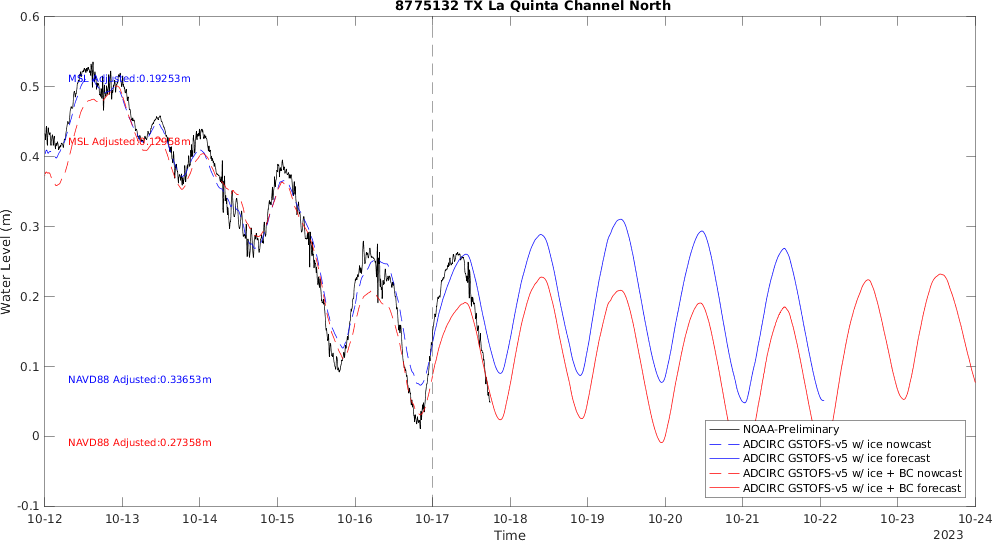 8775132 TX La Quinta Channel North
0.6
0.5
0.4
0.3
0.2
0.1
0
-0.1
Water Level (m)
MSL Adjusted:0.19253m
MSL Adjusted:0.12958m
NAVD88 Adjusted:0.33653m
NAVD88 Adjusted:0.27358m
NOAA-Preliminary
ADCIRC GSTOFS-v5 w/ ice nowcast
ADCIRC GSTOFS-v5 w/ ice forecast
ADCIRC GSTOFS-v5 w/ ice + BC nowcast
ADCIRC GSTOFS-v5 w/ ice + BC forecast
10-12 10-13 10-14 10-15 10-16 10-17 10-18 10-19 10-20 10-21 10-22 10-23 10-24
Time
2023